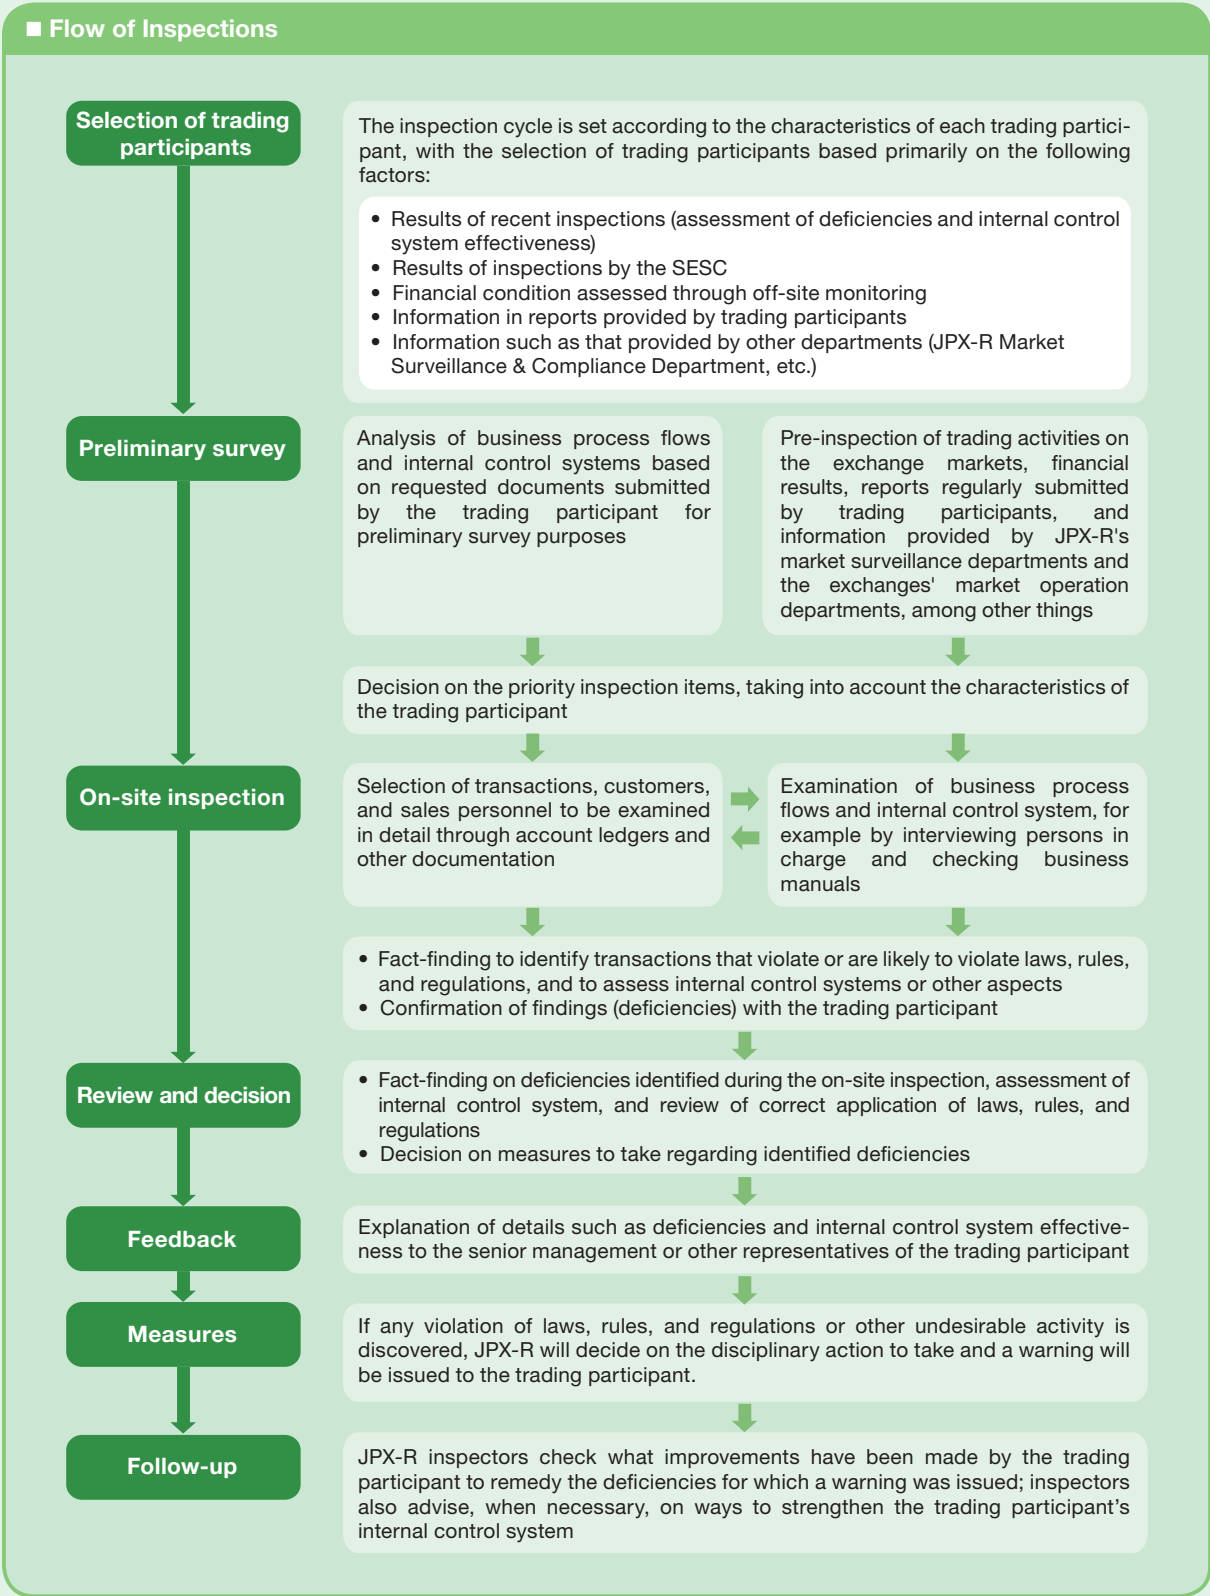 ■ Flow of Inspections
Selection of trading
participants
The inspection cycle is set according to the characteristics of each trading partici-
pant, with the selection of trading participants based primarily on the following
factors:
• Results of recent inspections (assessment of deficiencies and internal control
system effectiveness)
• Results of inspections by the SESC
• Financial condition assessed through off-site monitoring
• Information in reports provided by trading participants
• Information such as that provided by other departments (JPX-R Market
Surveillance & Compliance Department, etc.)
Preliminary survey
Analysis of business process flows
and internal control systems based
on requested documents submitted
by the trading participant for
preliminary survey purposes
Pre-inspection of trading activities on
the exchange markets, financial
results, reports regularly submitted
by trading participants, and
information provided by JPX-R's
market surveillance departments and
the exchanges' market operation
departments, among other things
Decision on the priority inspection items, taking into account the characteristics of
the trading participant
On-site inspection
Selection of transactions, customers,
and sales personnel to be examined
in detail through account ledgers and
other documentation
Examination of business process
flows and internal control system, for
example by interviewing persons in
charge and checking business
manuals
• Fact-finding to identify transactions that violate or are likely to violate laws, rules,
and regulations, and to assess internal control systems or other aspects
• Confirmation of findings (deficiencies) with the trading participant
Review and decision
• Fact-finding on deficiencies identified during the on-site inspection, assessment of
internal control system, and review of correct application of laws, rules, and
regulations
• Decision on measures to take regarding identified deficiencies
Feedback
Explanation of details such as deficiencies and internal control system effective-
ness to the senior management or other representatives of the trading participant
Measures
If any violation of laws, rules, and regulations or other undesirable activity is
discovered, JPX-R will decide on the disciplinary action to take and a warning will
be issued to the trading participant.
Follow-up
JPX-R inspectors check what improvements have been made by the trading
participant to remedy the deficiencies for which a warning was issued; inspectors
also advise, when necessary, on ways to strengthen the trading participant’s
internal control system